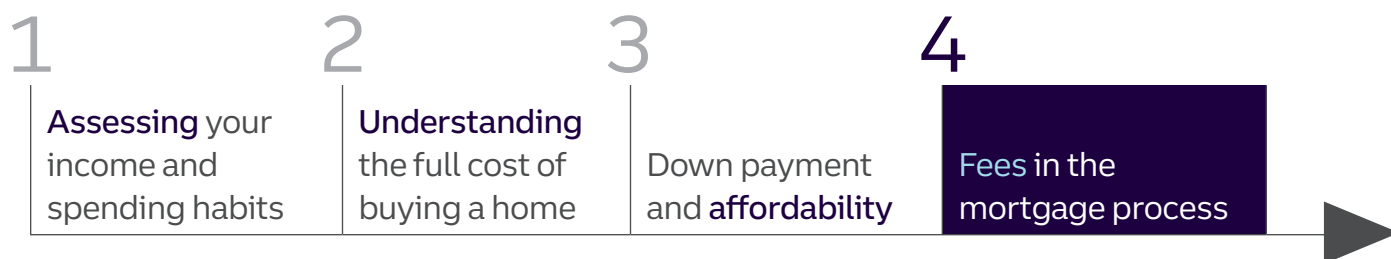 1
Assessing your
income and
spending habits
2
Understanding
the full cost of
buying a home
3
Down payment
and affordability
4
Fees in the
mortgage process